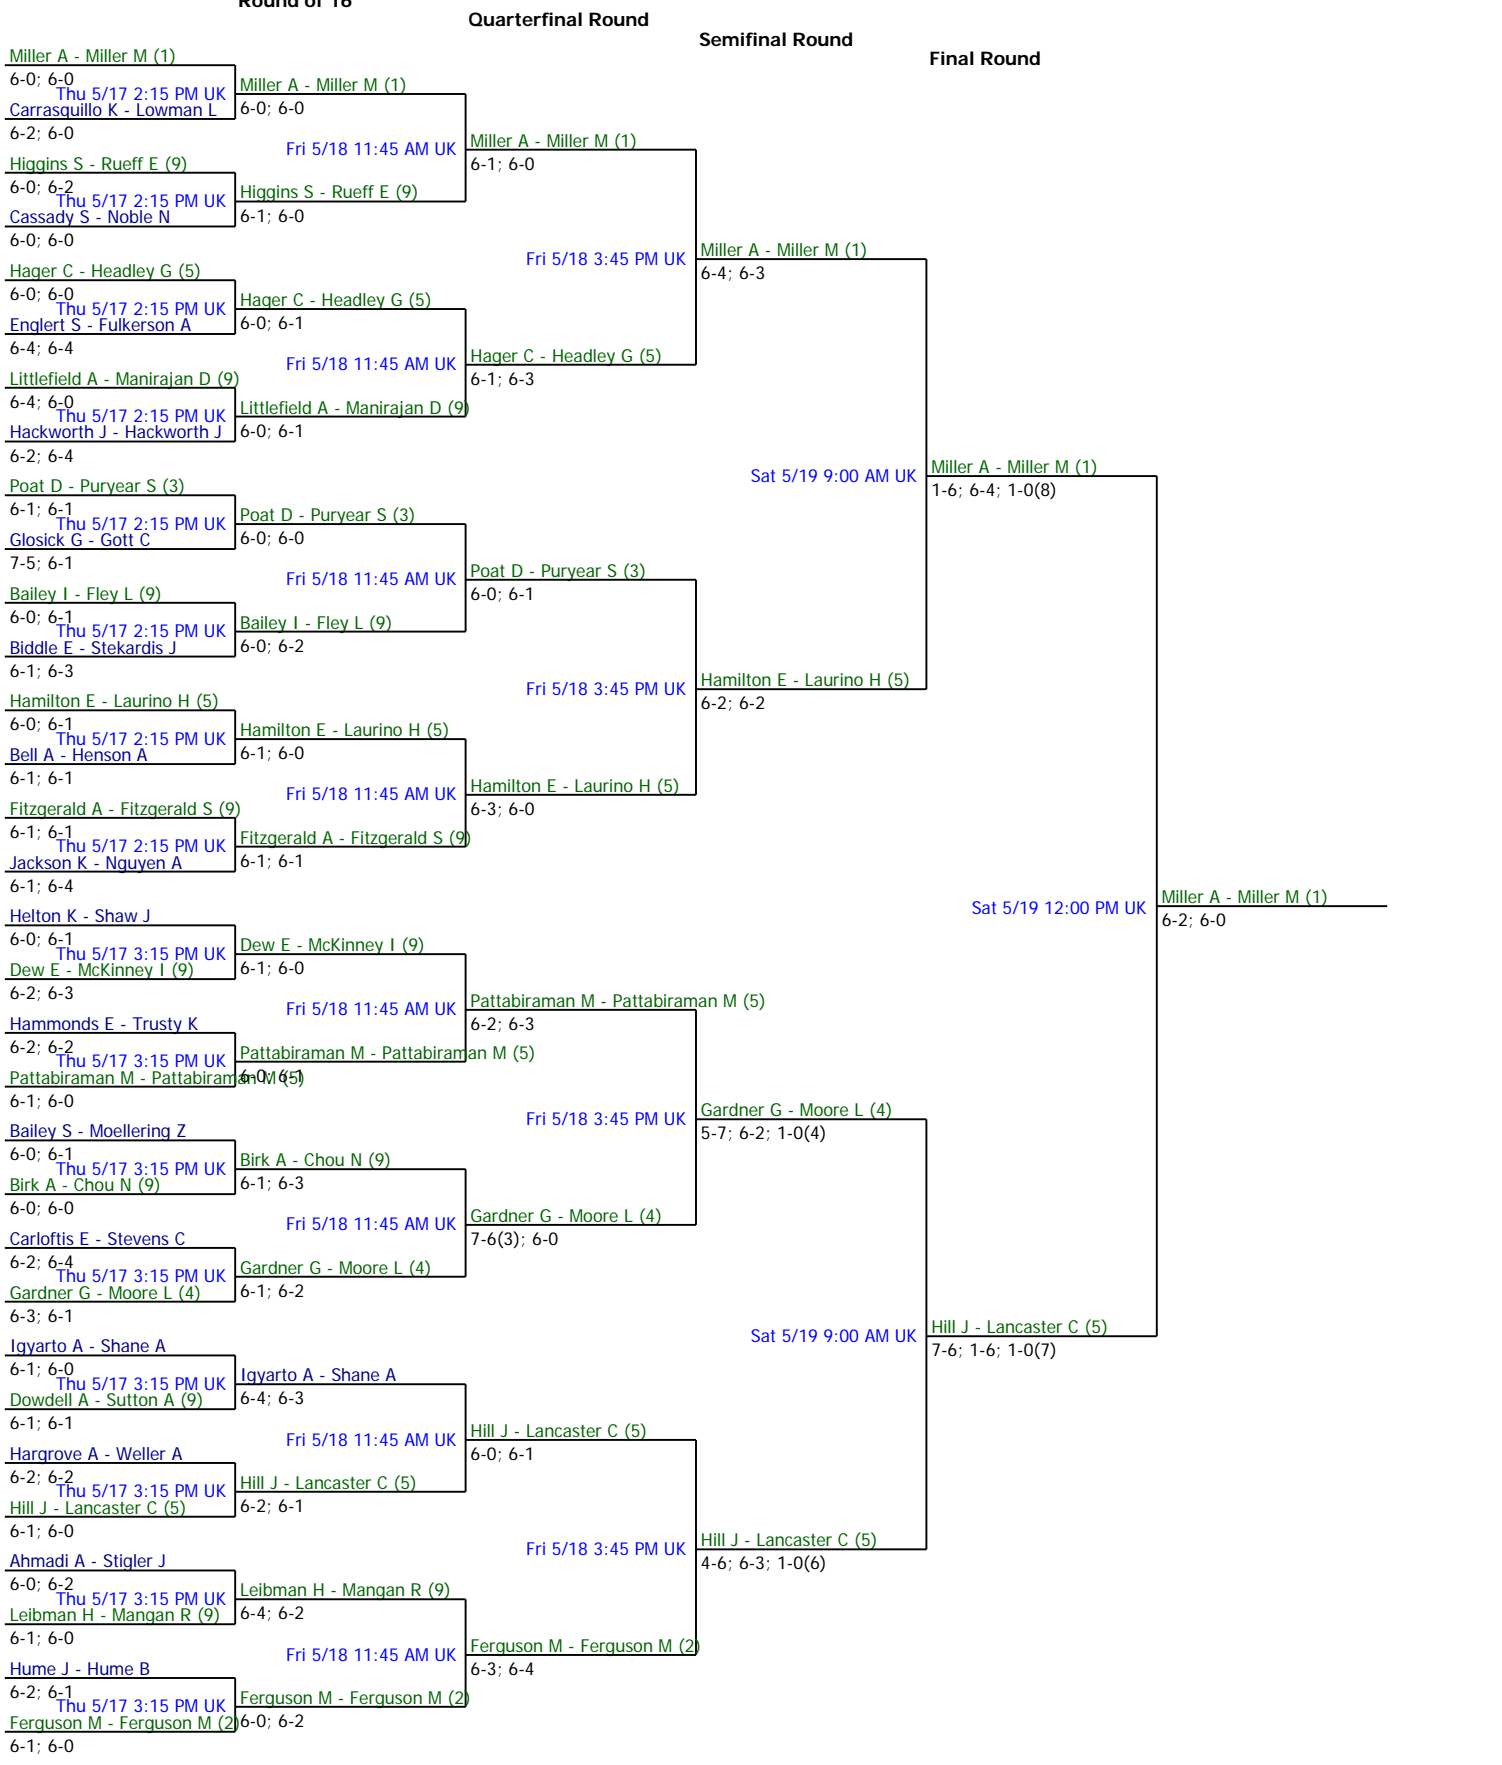 Round of 16
Quarterfinal Round
Semifinal Round
Final Round
Miller A - Miller M (1)
6-0; 6-0
Thu 5/17 2:15 PM UK
Carrasquillo K - Lowman L
6-2; 6-0
Higgins S - Rueff E (9)
6-0; 6-2
Thu 5/17 2:15 PM UK
Cassady S - Noble N
6-0; 6-0
Hager C - Headley G (5)
6-0; 6-0
Thu 5/17 2:15 PM UK
Englert S - Fulkerson A
6-4; 6-4
Littlefield A - Manirajan D (9)
6-4; 6-0
Thu 5/17 2:15 PM UK
Hackworth J - Hackworth J
6-2; 6-4
Poat D - Puryear S (3)
6-1; 6-1
Thu 5/17 2:15 PM UK
Glosick G - Gott C
7-5; 6-1
Bailey I - Fley L (9)
6-0; 6-1
Thu 5/17 2:15 PM UK
Biddle E - Stekardis J
6-1; 6-3
Hamilton E - Laurino H (5)
6-0; 6-1
Thu 5/17 2:15 PM UK
Bell A - Henson A
6-1; 6-1
Fitzgerald A - Fitzgerald S (9)
6-1; 6-1
Thu 5/17 2:15 PM UK
Jackson K - Nguyen A
6-1; 6-4
Helton K - Shaw J
6-0; 6-1
Thu 5/17 3:15 PM UK
Dew E - McKinney I (9)
6-2; 6-3
Hammonds E - Trusty K
6-2; 6-2
Thu 5/17 3:15 PM UK
Pattabiraman M - Pattabiraman M (5)
6-1; 6-0
Bailey S - Moellering Z
6-0; 6-1
Thu 5/17 3:15 PM UK
Birk A - Chou N (9)
6-0; 6-0
Carloftis E - Stevens C
6-2; 6-4
Thu 5/17 3:15 PM UK
Gardner G - Moore L (4)
6-3; 6-1
Igyarto A - Shane A
6-1; 6-0
Thu 5/17 3:15 PM UK
Dowdell A - Sutton A (9)
6-1; 6-1
Hargrove A - Weller A
6-2; 6-2
Thu 5/17 3:15 PM UK
Hill J - Lancaster C (5)
6-1; 6-0
Ahmadi A - Stigler J
6-0; 6-2
Thu 5/17 3:15 PM UK
Leibman H - Mangan R (9)
6-1; 6-0
Hume J - Hume B
6-2; 6-1
Thu 5/17 3:15 PM UK
Ferguson M - Ferguson M (2)
6-1; 6-0
Miller A - Miller M (1)
6-0; 6-0
Fri 5/18 11:45 AM UK
Higgins S - Rueff E (9)
6-1; 6-0
Hager C - Headley G (5)
6-0; 6-1
Fri 5/18 11:45 AM UK
Littlefield A - Manirajan D (9)
6-0; 6-1
Poat D - Puryear S (3)
6-0; 6-0
Fri 5/18 11:45 AM UK
Bailey I - Fley L (9)
6-0; 6-2
Hamilton E - Laurino H (5)
6-1; 6-0
Fri 5/18 11:45 AM UK
Fitzgerald A - Fitzgerald S (9)
6-1; 6-1
Dew E - McKinney I (9)
6-1; 6-0
Fri 5/18 11:45 AM UK
Pattabiraman M - Pattabiraman M (5)
6-0; 6-1
Birk A - Chou N (9)
6-1; 6-3
Fri 5/18 11:45 AM UK
Gardner G - Moore L (4)
6-1; 6-2
Igyarto A - Shane A
6-4; 6-3
Fri 5/18 11:45 AM UK
Hill J - Lancaster C (5)
6-2; 6-1
Leibman H - Mangan R (9)
6-4; 6-2
Fri 5/18 11:45 AM UK
Ferguson M - Ferguson M (2)
6-0; 6-2
Miller A - Miller M (1)
6-1; 6-0
Fri 5/18 3:45 PM UK
Hager C - Headley G (5)
6-1; 6-3
Poat D - Puryear S (3)
6-0; 6-1
Fri 5/18 3:45 PM UK
Hamilton E - Laurino H (5)
6-3; 6-0
Pattabiraman M - Pattabiraman M (5)
6-2; 6-3
Fri 5/18 3:45 PM UK
Gardner G - Moore L (4)
7-6(3); 6-0
Hill J - Lancaster C (5)
6-0; 6-1
Fri 5/18 3:45 PM UK
Ferguson M - Ferguson M (2)
6-3; 6-4
Miller A - Miller M (1)
6-4; 6-3
Sat 5/19 9:00 AM UK
Hamilton E - Laurino H (5)
6-2; 6-2
Gardner G - Moore L (4)
5-7; 6-2; 1-0(4)
Sat 5/19 9:00 AM UK
Hill J - Lancaster C (5)
4-6; 6-3; 1-0(6)
Miller A - Miller M (1)
1-6; 6-4; 1-0(8)
Sat 5/19 12:00 PM UK
Hill J - Lancaster C (5)
7-6; 1-6; 1-0(7)
Miller A - Miller M (1)
6-2; 6-0